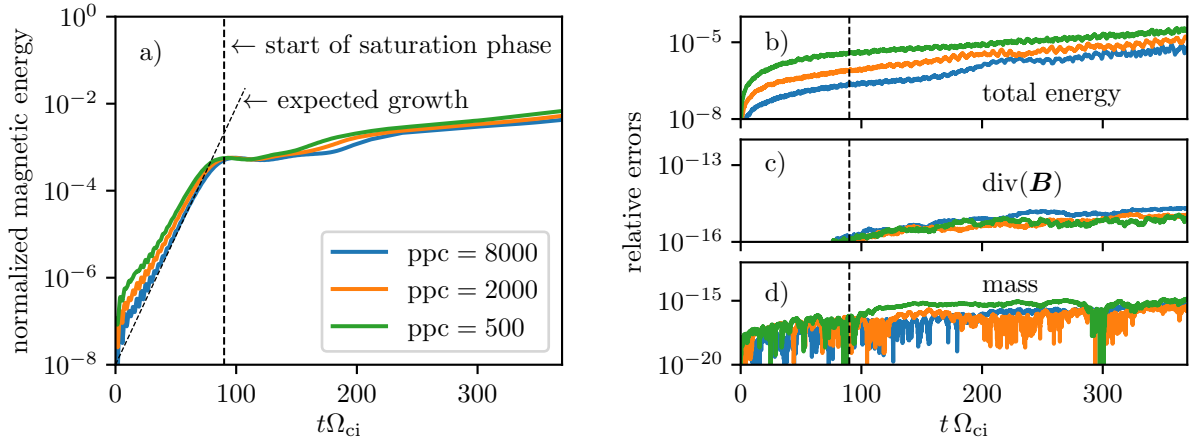 normalized magnetic energy
10^0
10^{-2}
10^{-4}
10^{-6}
10^{-8}
a)
← start of saturation phase
← expected growth
ppc = 8000
ppc = 2000
ppc = 500
0
100
200
300
tΩ_ci
relative errors
10^{-5}
10^{-8}
b)
total energy
10^{-13}
10^{-16}
c)
div(B)
10^{-15}
10^{-20}
d)
mass
0
100
200
300
tΩ_ci